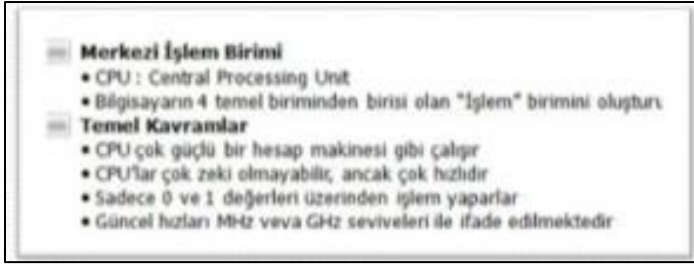 Merkezi İşlem Birimi
• CPU : Central Processing Unit
• Bilgisayarın 4 temel biriminden birisi olan "İşlem" birimini oluştur
Temel Kavramlar
• CPU çok güçlü bir hesap makinesi gibi çalışır
• CPU'lar çok zeki olmayabilir, ancak çok hızlıdır
• Sadece 0 ve 1 değerleri üzerinden işlem yaparlar
• Güncel hızları MHz veya GHz seviyeleri ile ifade edilmektedir